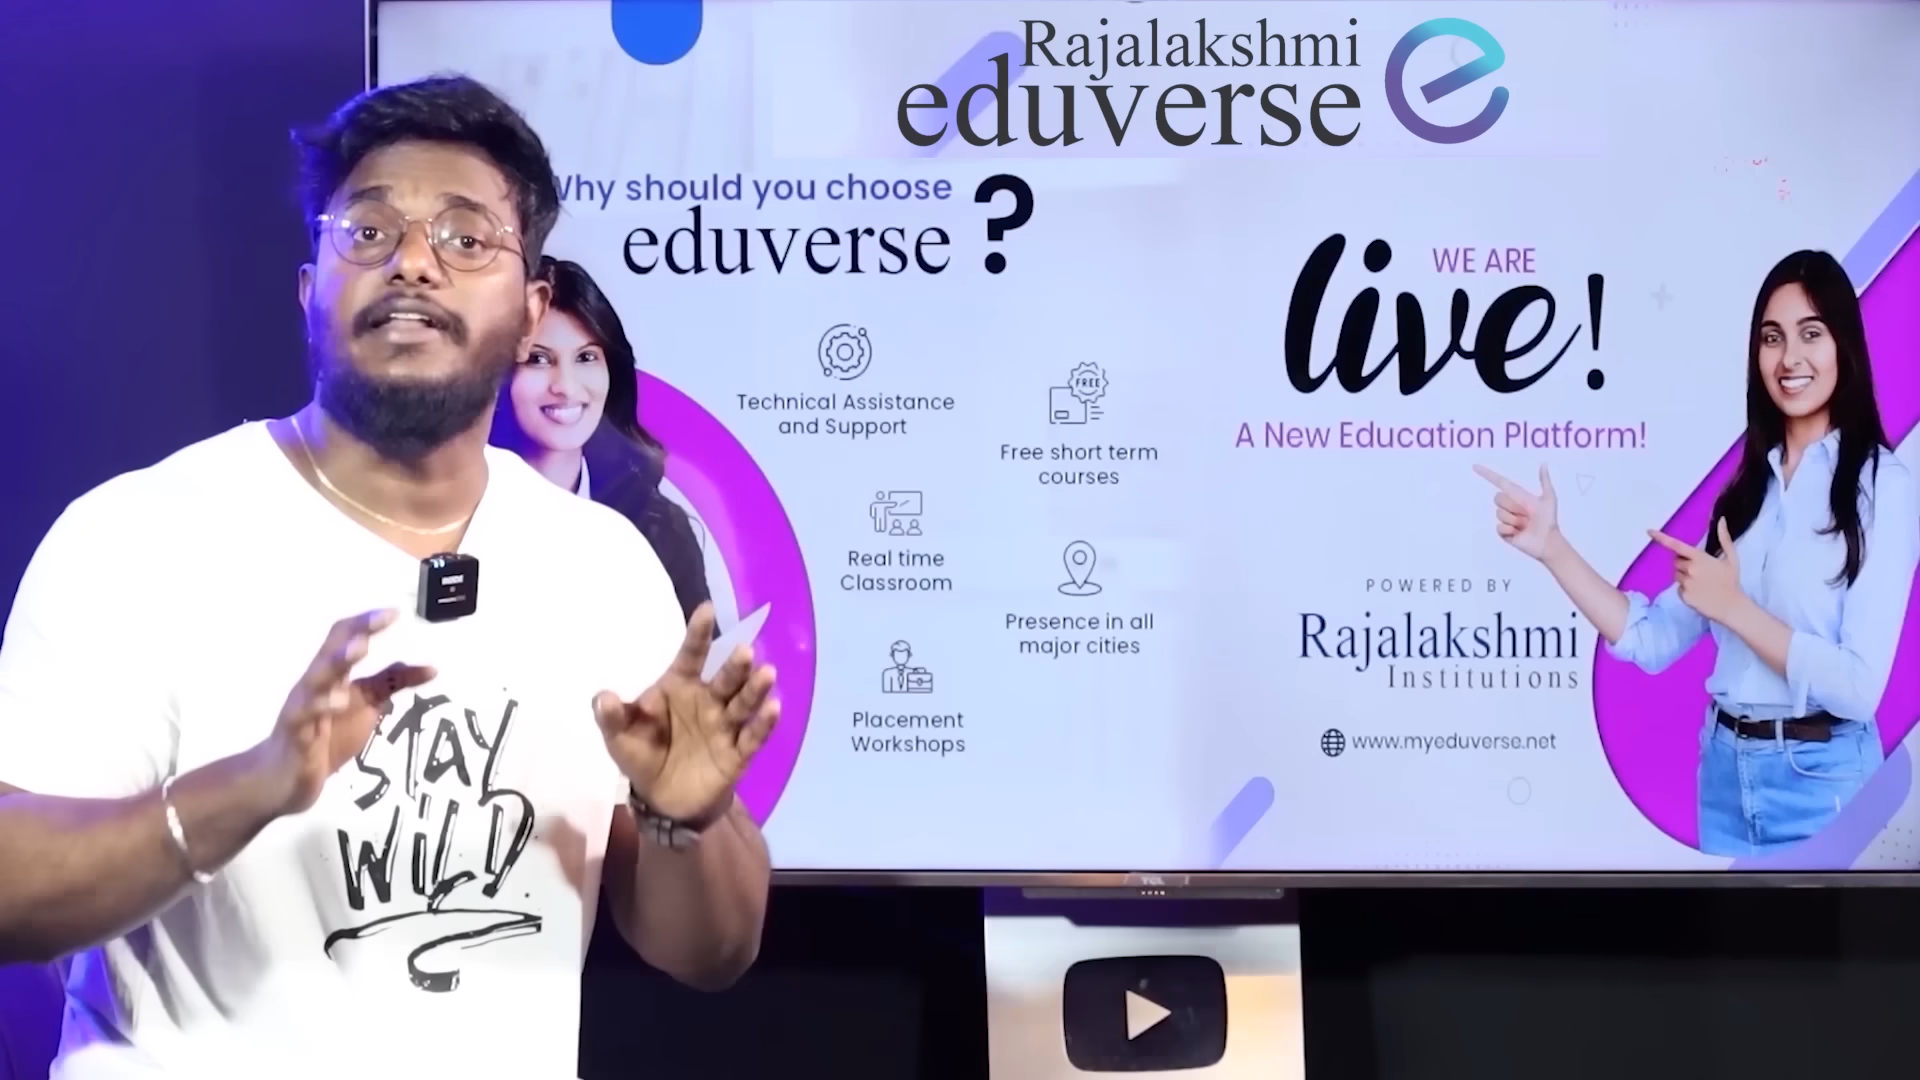 Rajalakshmi
eduverse
Why should you choose
eduverse ?
Technical Assistance
and Support
FREE
Free short term
courses
Real time
Classroom
Presence in all
major cities
Placement
Workshops
WE ARE
live!
A New Education Platform!
POWERED BY
Rajalakshmi
Institutions
www.myeduverse.net
STAY
WILD
TCL